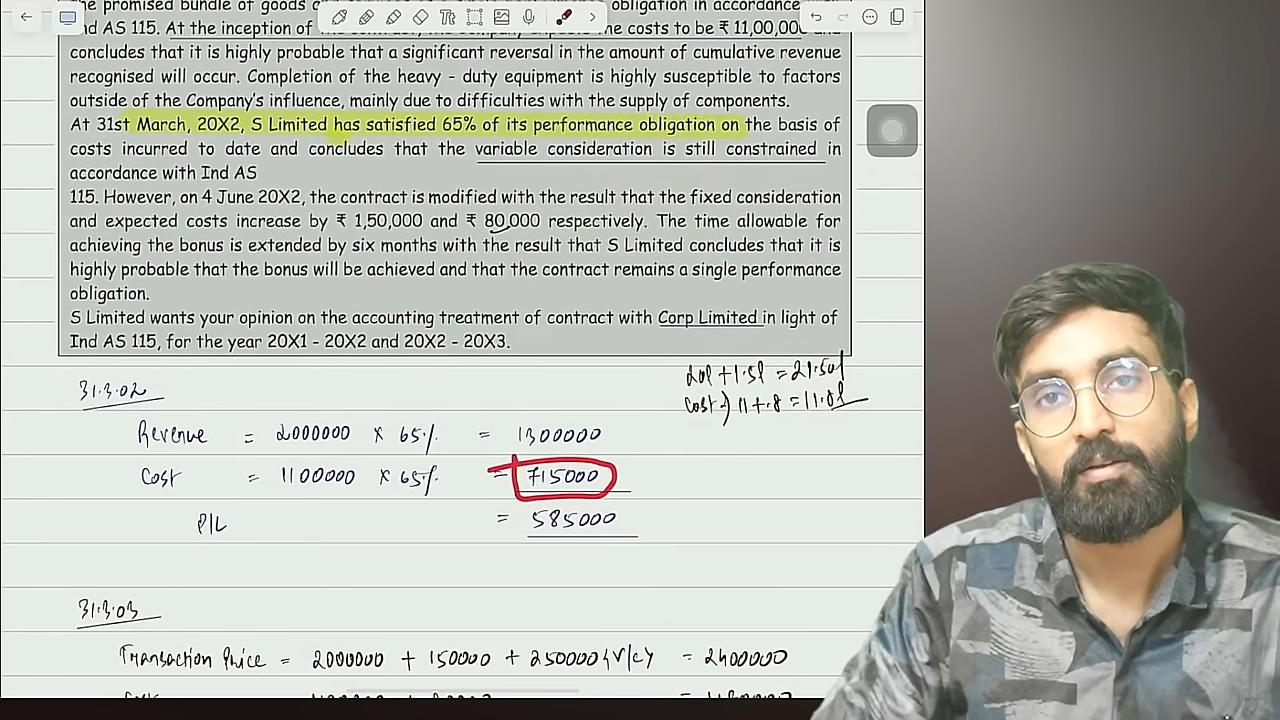 The promised bundle of goods obligation in accordance
Ind AS 115. At the inception of the costs to be ₹ 11,00,000 and
concludes that it is highly probable that a significant reversal in the amount of cumulative revenue
recognised will occur. Completion of the heavy - duty equipment is highly susceptible to factors
outside of the Company's influence, mainly due to difficulties with the supply of components.
At 31st March, 20X2, S Limited has satisfied 65% of its performance obligation on the basis of
costs incurred to date and concludes that the variable consideration is still constrained in
accordance with Ind AS
115. However, on 4 June 20X2, the contract is modified with the result that the fixed consideration
and expected costs increase by ₹ 1,50,000 and ₹ 80,000 respectively. The time allowable for
achieving the bonus is extended by six months with the result that S Limited concludes that it is
highly probable that the bonus will be achieved and that the contract remains a single performance
obligation.
S Limited wants your opinion on the accounting treatment of contract with Corp Limited in light of
Ind AS 115, for the year 20X1 - 20X2 and 20X2 - 20X3.
20l + 1.5l = 21.50l
cost → 11 + .8 = 11.8l
31.3.02
Revenue = 2000000 × 65% = 1300000
Cost = 1100000 × 65% = 715000
P/L = 585000
31.3.03
Transaction Price = 2000000 + 150000 + 250000 {V/C} = 2400000